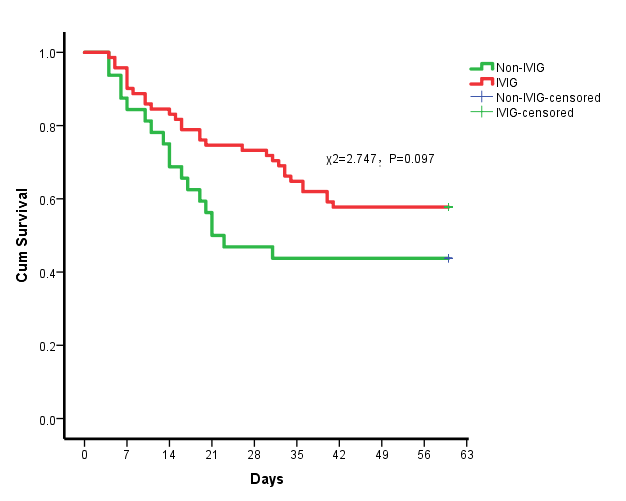 1.0
0.8
0.6
0.4
0.2
0.0
Cum Survival
0 7 14 21 28 35 42 49 56 63
Days
Non-IVIG
IVIG
Non-IVIG-censored
IVIG-censored
χ2=2.747; P=0.097